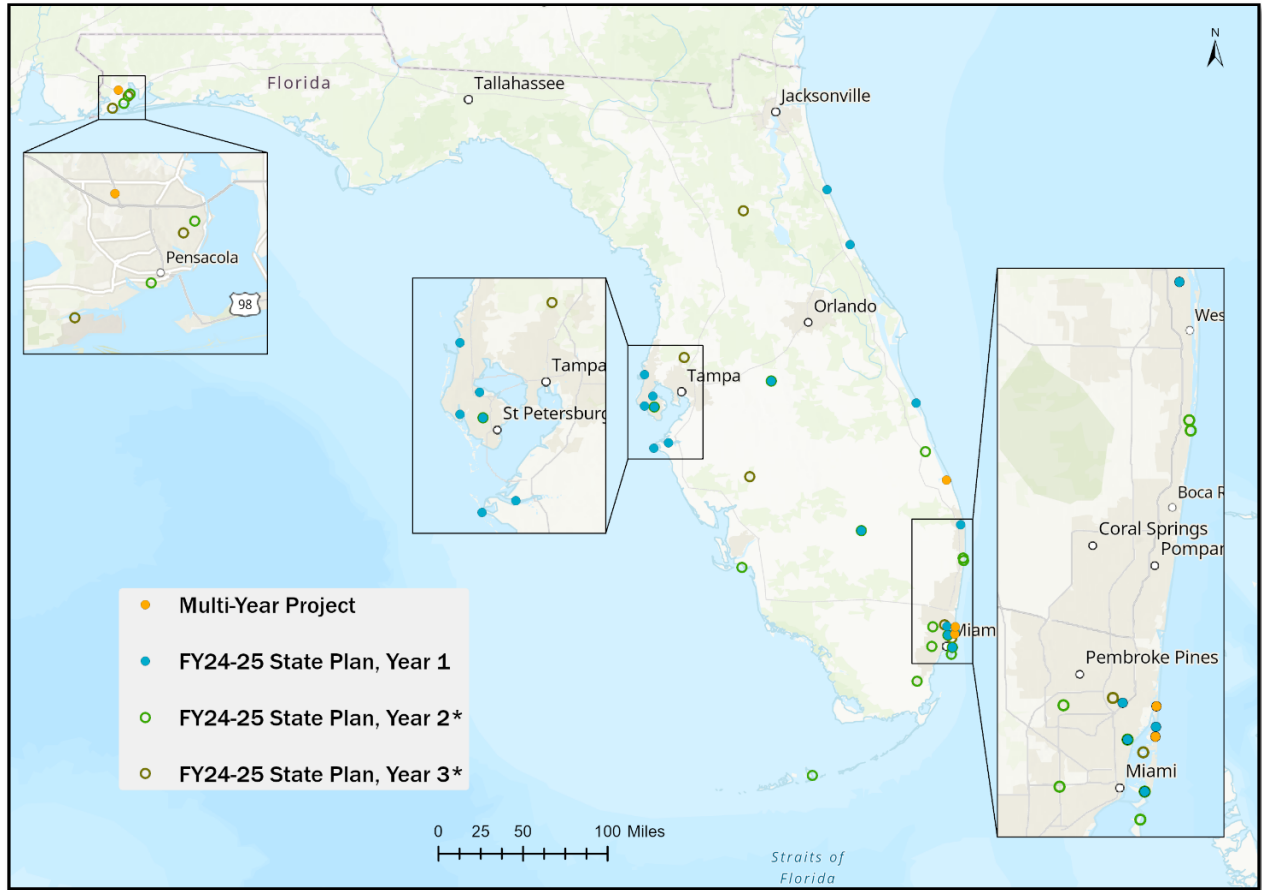 N
Florida
Tallahassee
Jacksonville
Pensacola
98
Orlando
Tampa
St Petersburg
Tampa
Wes
Boca R
Coral Springs
Pompan
Pembroke Pines
Miami
Miam
Multi-Year Project
FY24-25 State Plan, Year 1
FY24-25 State Plan, Year 2*
FY24-25 State Plan, Year 3*
0 25 50 100 Miles
Straits of
Florida